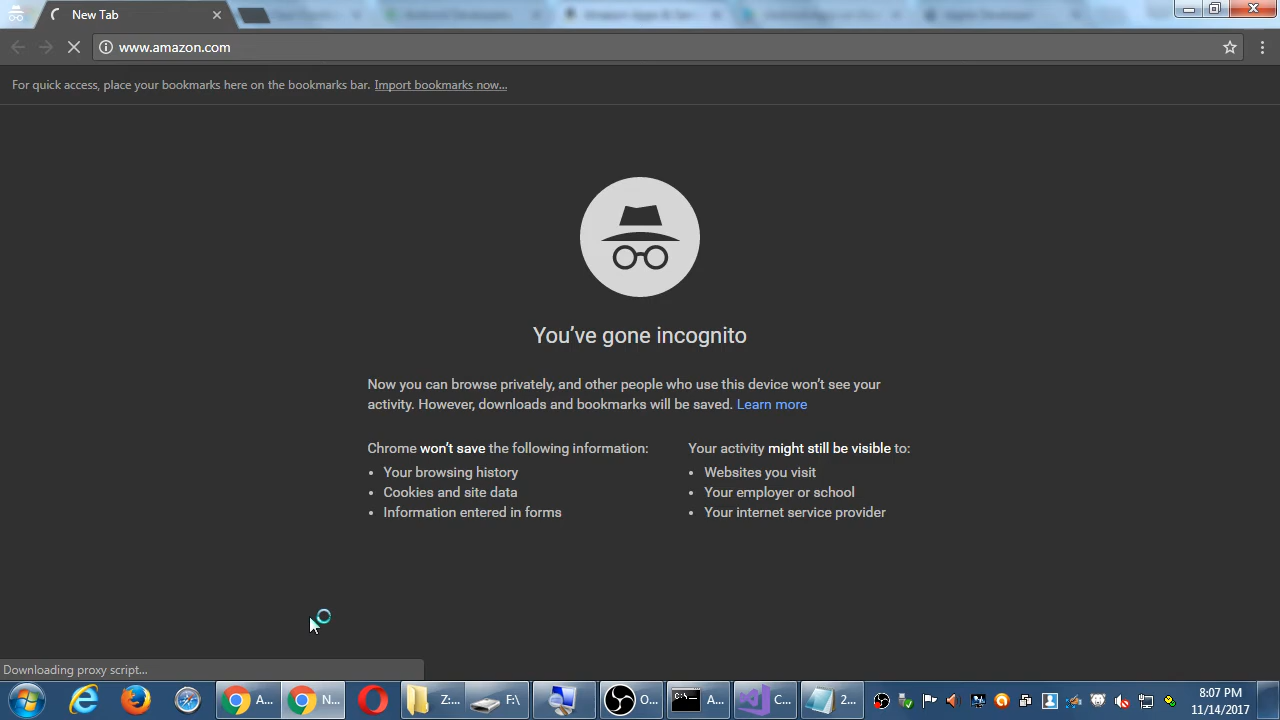 New Tab
www.amazon.com
For quick access, place your bookmarks here on the bookmarks bar. Import bookmarks now...
You've gone incognito
Now you can browse privately, and other people who use this device won't see your
activity. However, downloads and bookmarks will be saved. Learn more
Chrome won't save the following information:
• Your browsing history
• Cookies and site data
• Information entered in forms
Your activity might still be visible to:
• Websites you visit
• Your employer or school
• Your internet service provider
Downloading proxy script...
A...
N...
Z:...
F:\
O...
A...
C...
2...
8:07 PM
11/14/2017